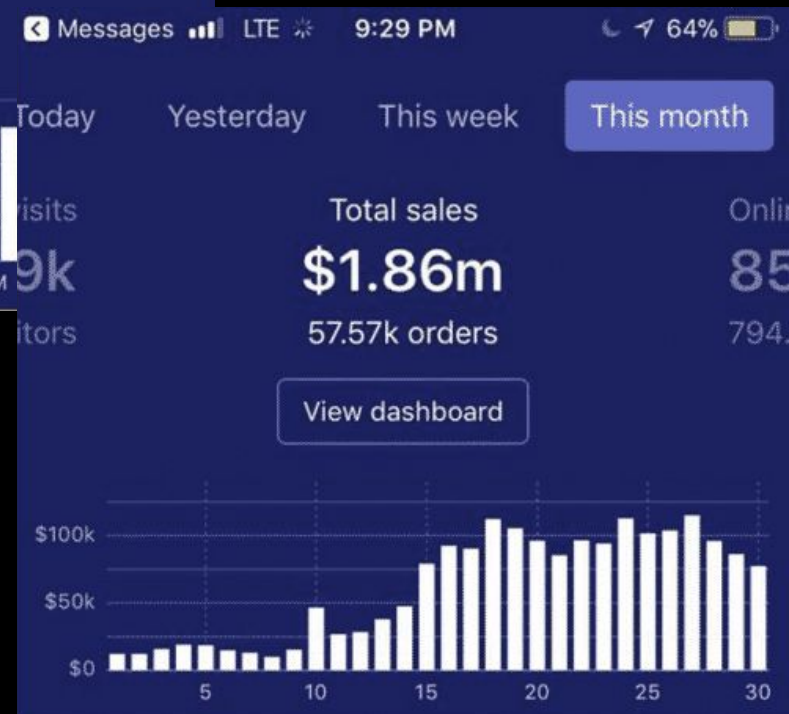 Messages LTE 9:29 PM 64%
Today Yesterday This week This month
Total sales
$1.86m
57.57k orders
View dashboard
$100k
$50k
$0
5 10 15 20 25 30